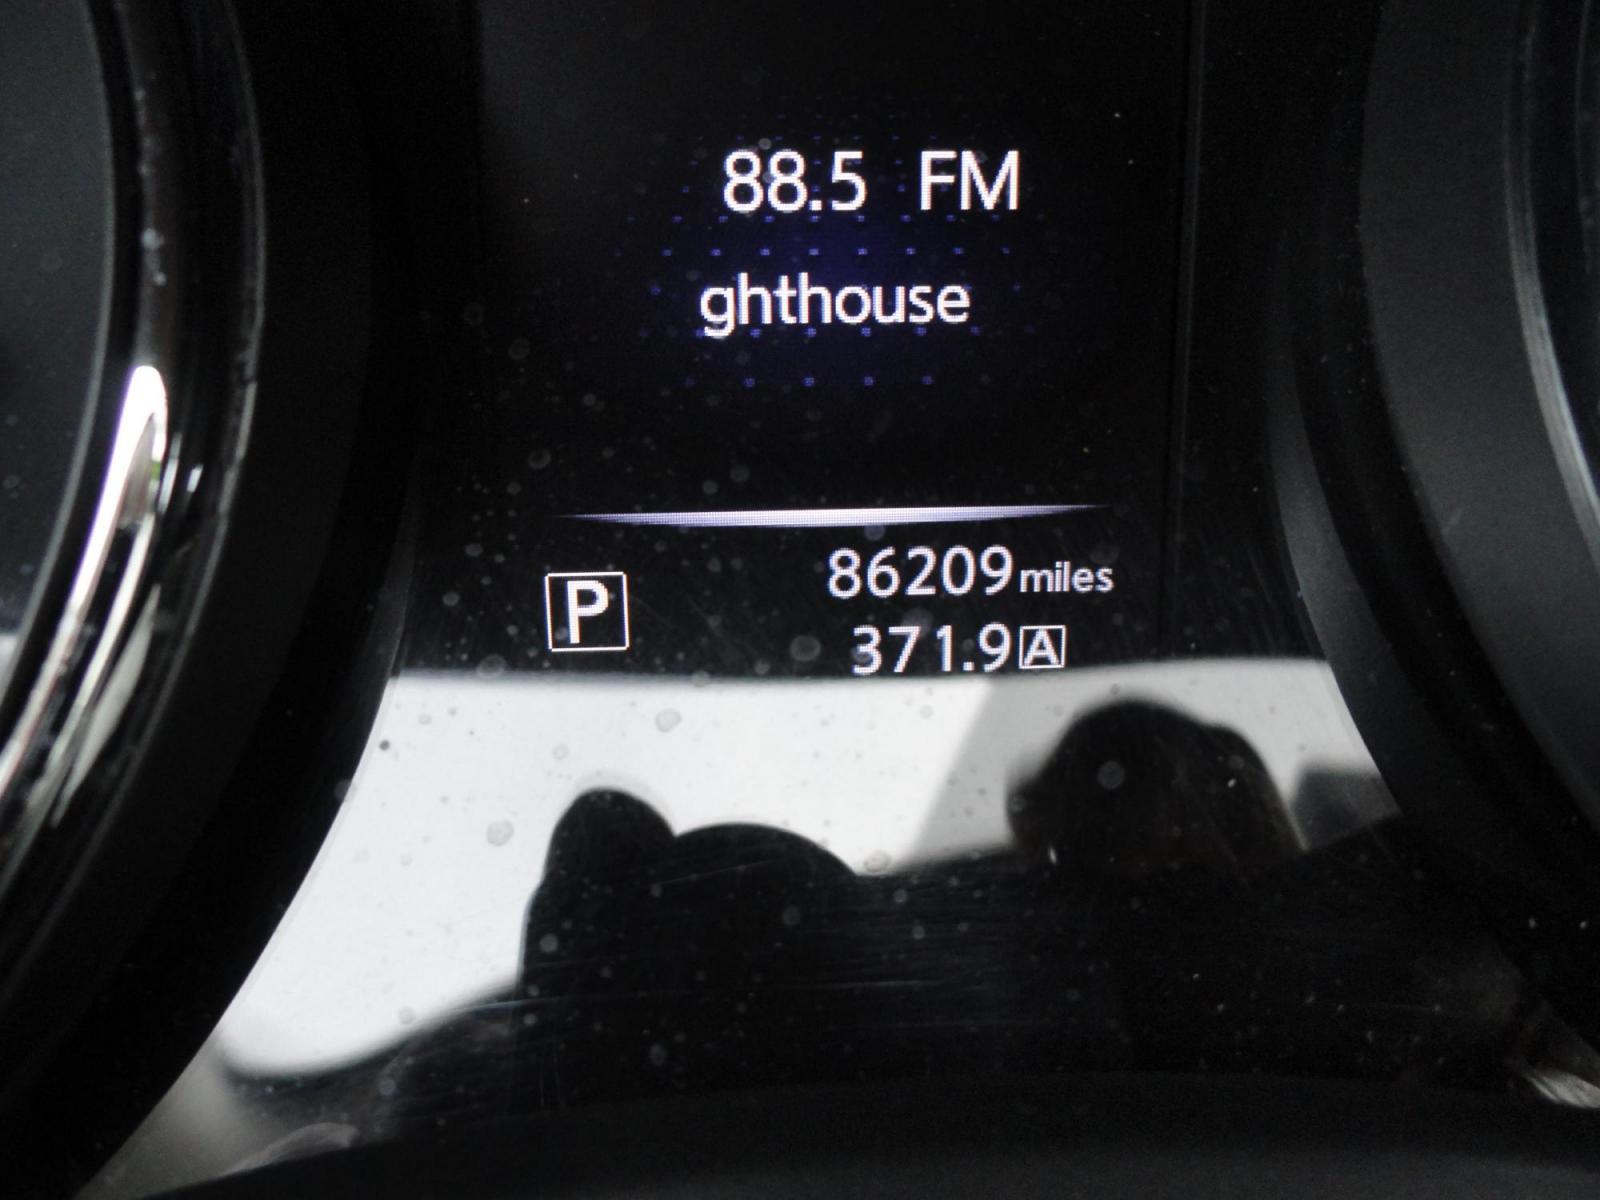 88.5 FM
ghthouse
86209 miles
P
371.9 A